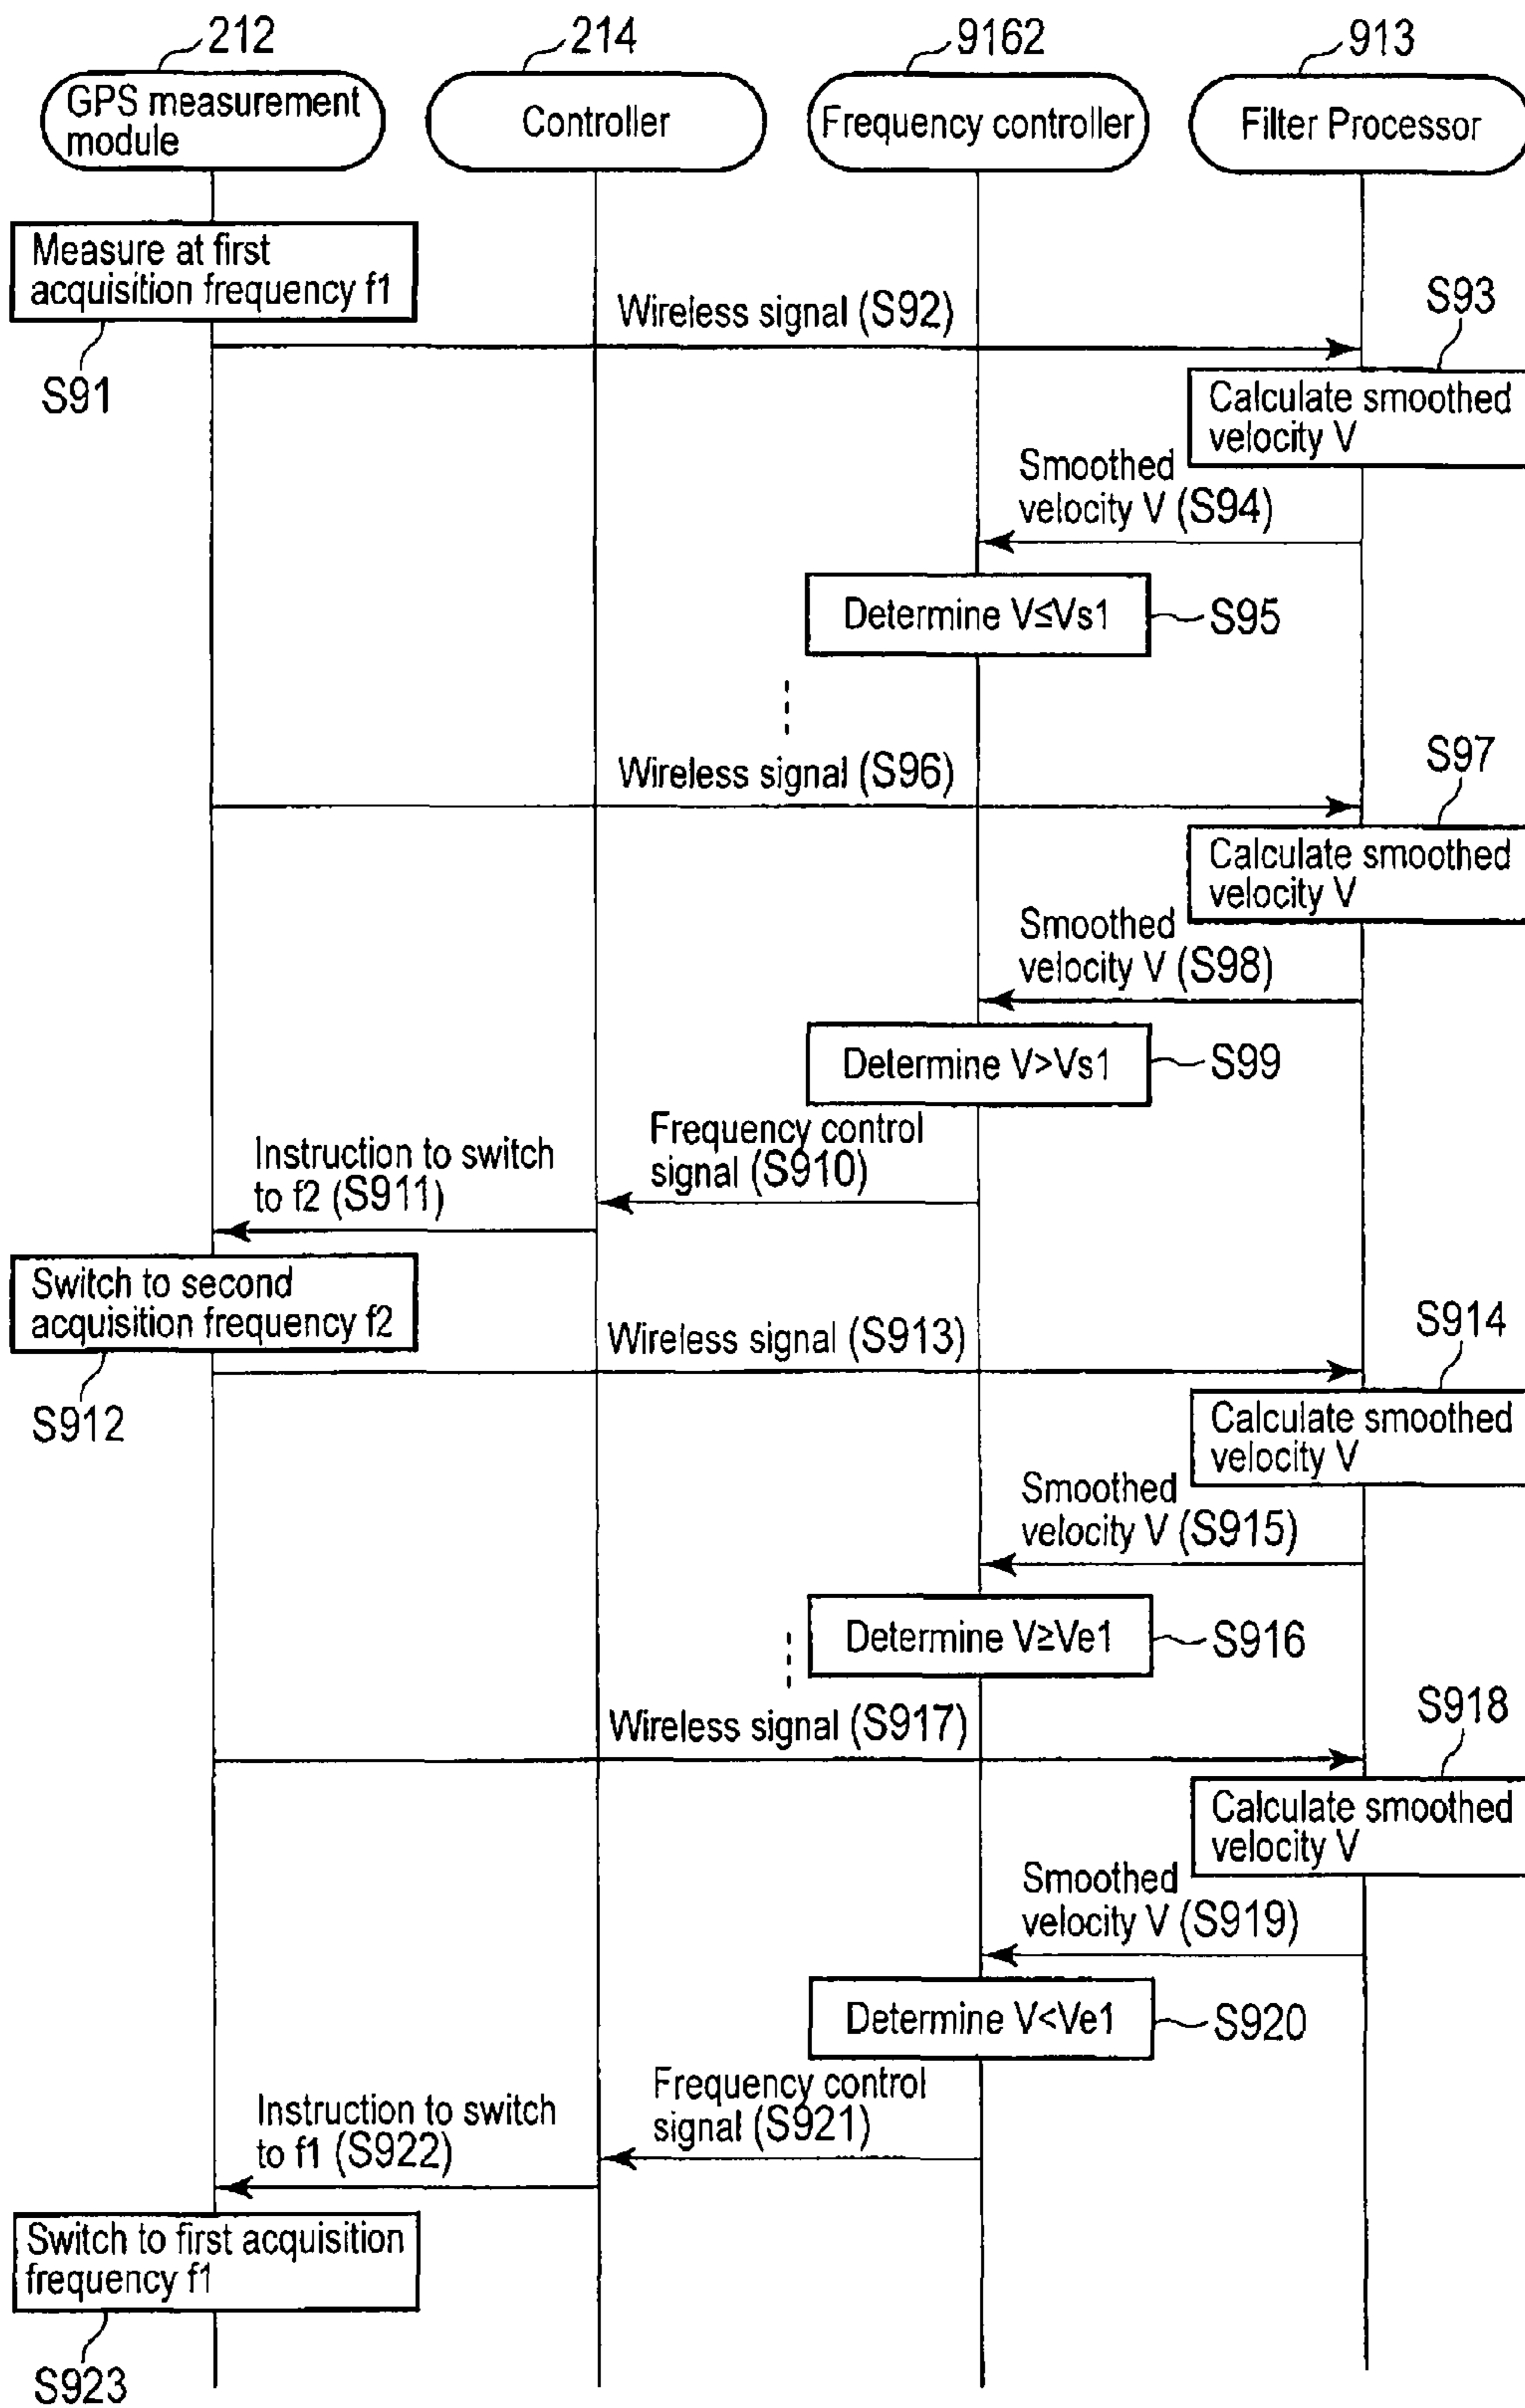 212
214
9162
913
GPS measurement
module
Controller
Frequency controller
Filter Processor
Measure at first
acquisition frequency f1
S91
Wireless signal (S92)
S93
Calculate smoothed
velocity V
Smoothed
velocity V (S94)
Determine V≤Vs1
S95
Wireless signal (S96)
S97
Calculate smoothed
velocity V
Smoothed
velocity V (S98)
Determine V>Vs1
S99
Frequency control
signal (S910)
Instruction to switch
to f2 (S911)
Switch to second
acquisition frequency f2
S912
Wireless signal (S913)
S914
Calculate smoothed
velocity V
Smoothed
velocity V (S915)
Determine V≥Ve1
S916
Wireless signal (S917)
S918
Calculate smoothed
velocity V
Smoothed
velocity V (S919)
Determine V<Ve1
S920
Frequency control
signal (S921)
Instruction to switch
to f1 (S922)
Switch to first acquisition
frequency f1
S923